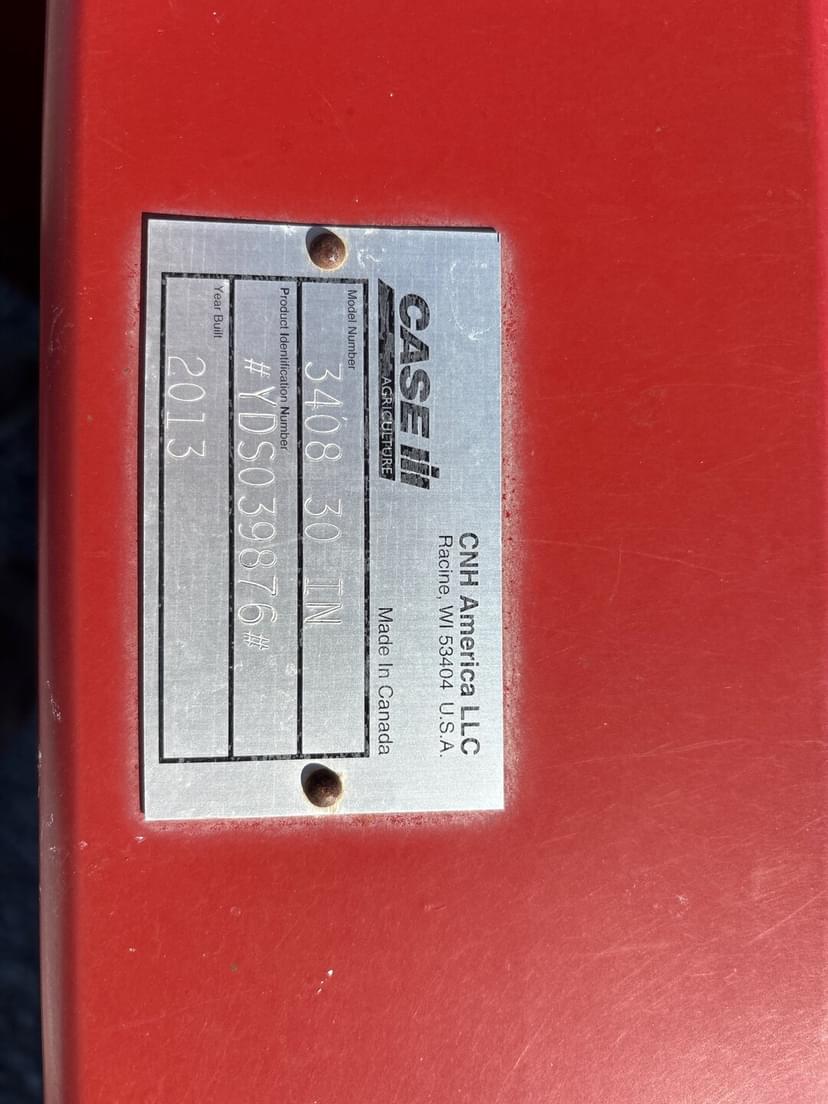 CNH America LLC
Racine, WI 53404 U.S.A.
CASE IH
AGRICULTURE
Made In Canada
Model Number
3408 30 IN
Product Identification Number
#YDS039876#
Year Built
2013